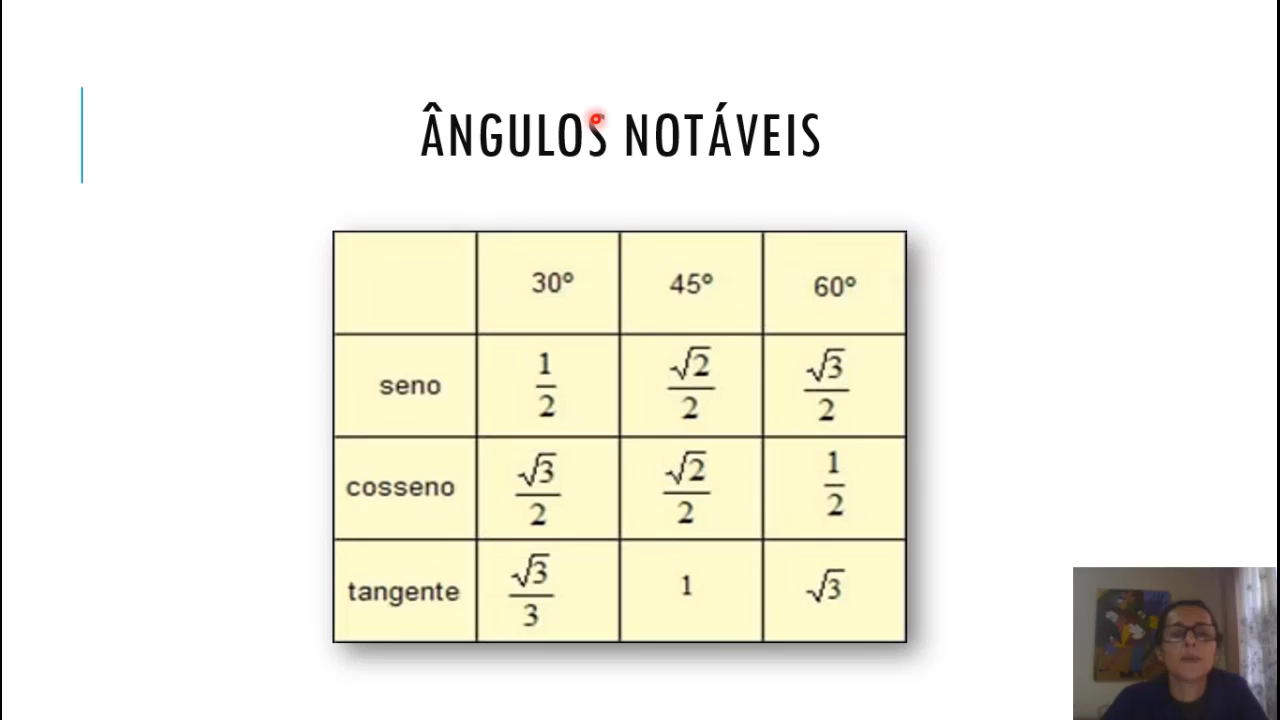 ÂNGULOS NOTÁVEIS
30º 45º 60º
seno 1/2 √2/2 √3/2
cosseno √3/2 √2/2 1/2
tangente √3/3 1 √3